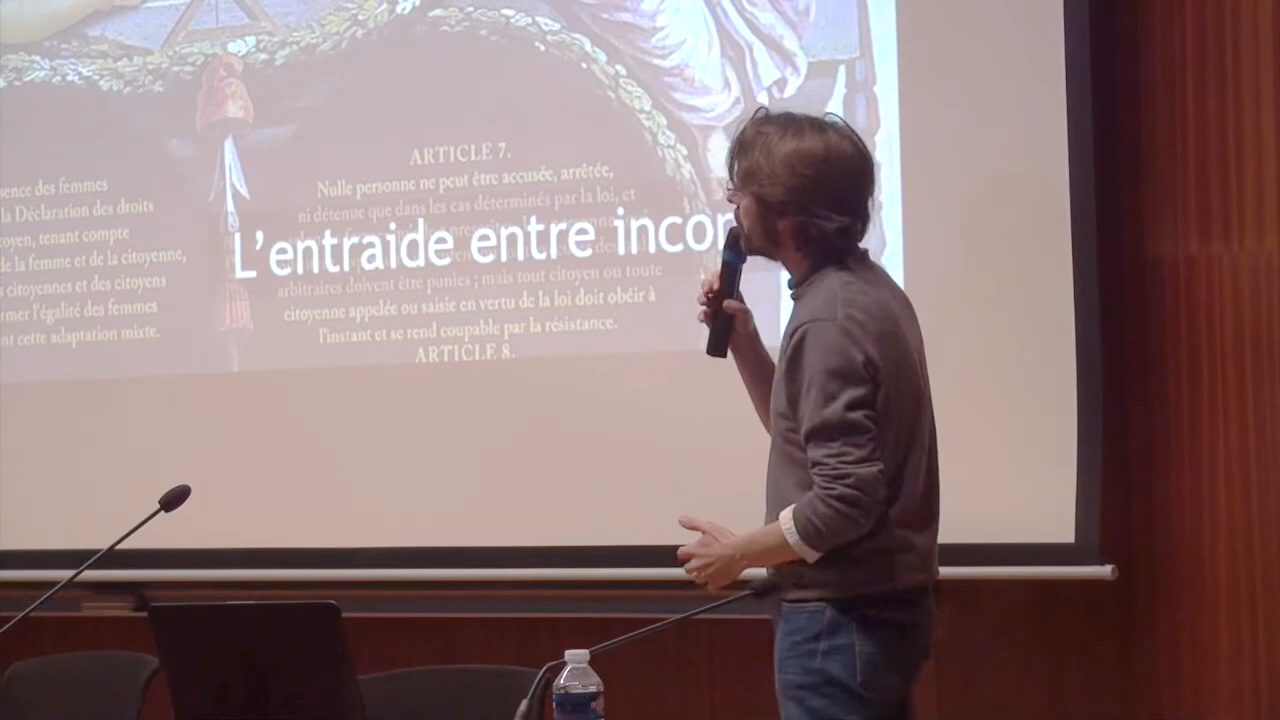 sence des femmes
la Déclaration des droits
toyen, tenant compte
de la femme et de la citoyenne,
s citoyennes et des citoyens
rmer l'égalité des femmes
nt cette adaptation mixte.
ARTICLE 7.
Nulle personne ne peut être accusée, arrêtée,
ni détenue que dans les cas déterminés par la loi, et
L'entraide entre incon
arbitraires doivent être punies ; mais tout citoyen ou toute
citoyenne appelée ou saisie en vertu de la loi doit obéir à
l'instant et se rend coupable par la résistance.
ARTICLE 8.